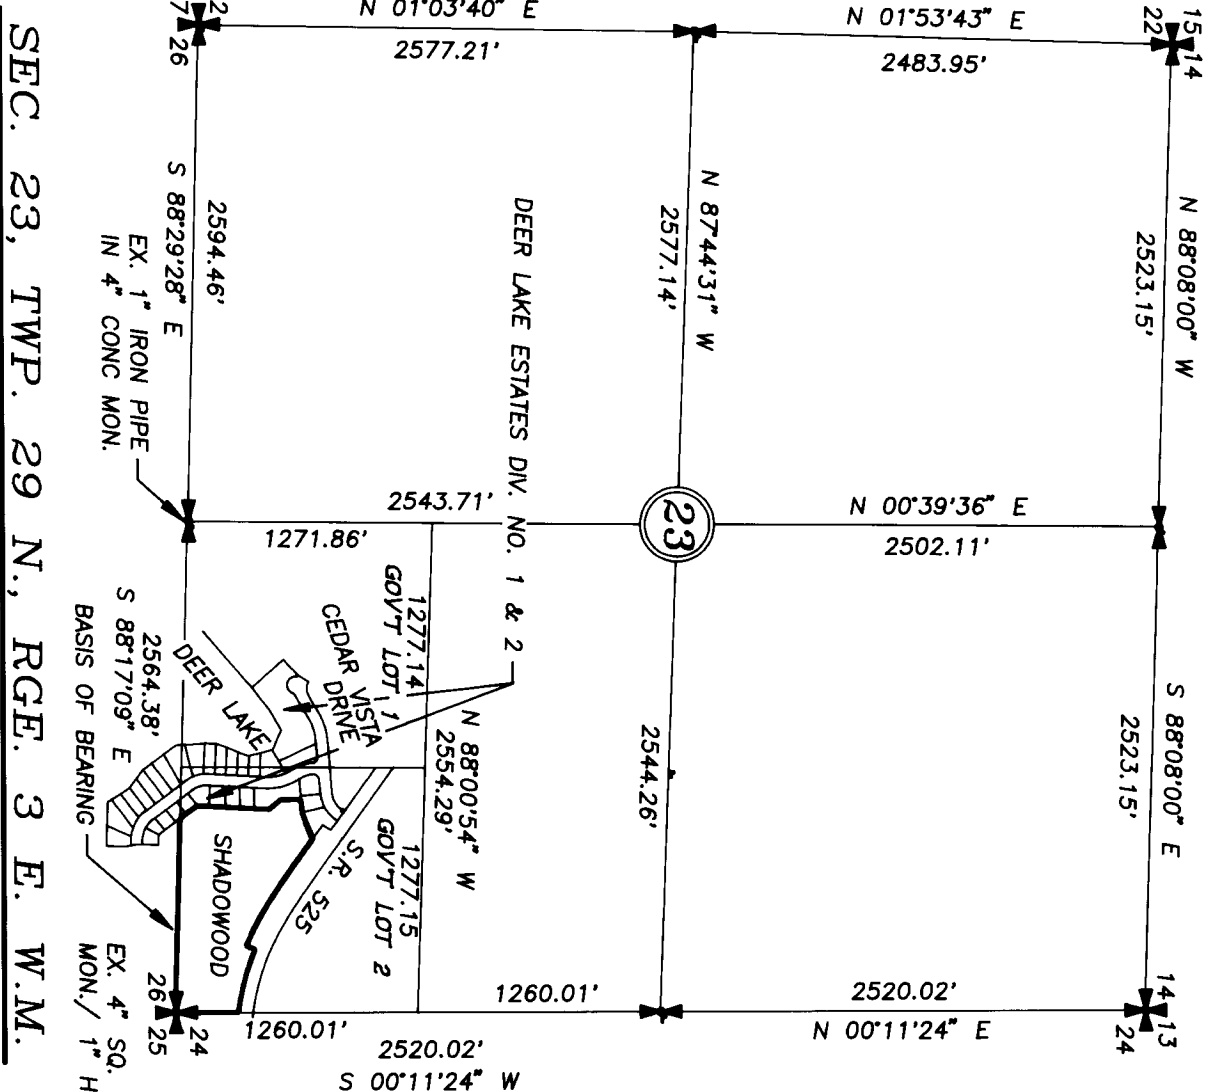 N 01°03'40" E
2577.21'
N 01°53'43" E
2483.95'
15
14
22
26
N 88°08'00" W
2523.15'
N 87°44'31" W
2577.14'
2594.46'
S 88°29'28" E
EX. 1" IRON PIPE
IN 4" CONC MON.
DEER LAKE ESTATES DIV. NO. 1 & 2
23
N 00°39'36" E
2502.11'
2543.71'
1271.86'
1277.14
GOV'T LOT 1
CEDAR VISTA
DRIVE
DEER LAKE
N 88°00'54" W
2554.29'
S 88°08'00" E
2523.15'
2544.26'
2564.38'
S 88°17'09" E
BASIS OF BEARING
1277.15
GOV'T LOT 2
S.R. 525
SHADOWOOD
1260.01'
2520.02'
N 00°11'24" E
14
13
24
26
25
24
1260.01'
2520.02'
S 00°11'24" W
EX. 4" SQ.
MON./ 1" H
SEC. 23, TWP. 29 N., RGE. 3 E. W.M.